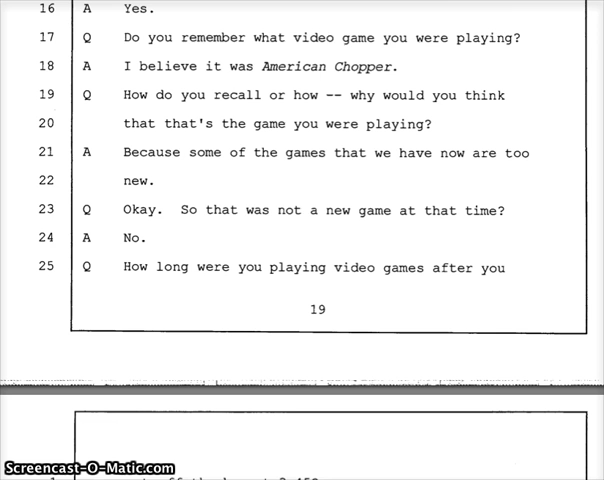 16 A Yes.
17 Q Do you remember what video game you were playing?
18 A I believe it was American Chopper.
19 Q How do you recall or how -- why would you think
20 that that's the game you were playing?
21 A Because some of the games that we have now are too
22 new.
23 Q Okay. So that was not a new game at that time?
24 A No.
25 Q How long were you playing video games after you
19
Screencast-O-Matic.com